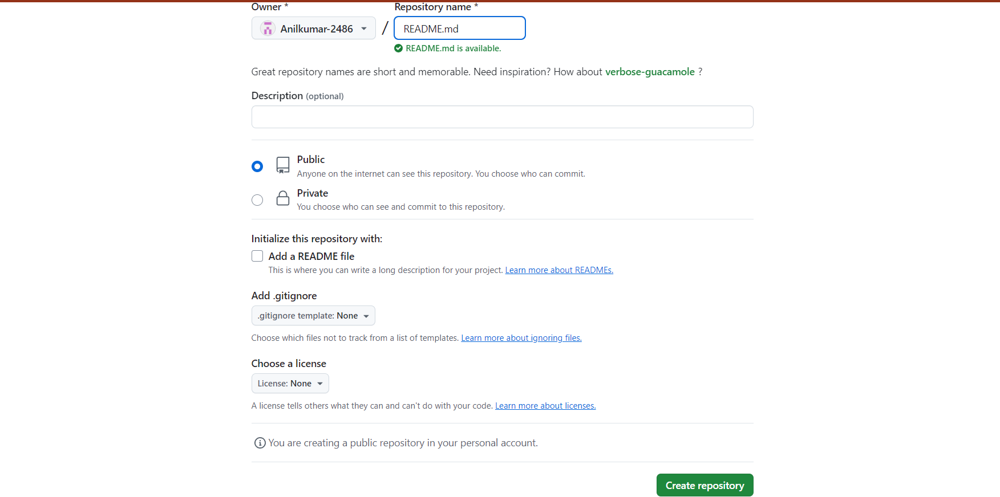 Owner *
Repository name *
Anilkumar-2486 / README.md
README.md is available.
Great repository names are short and memorable. Need inspiration? How about verbose-guacamole ?
Description (optional)
Public
Anyone on the internet can see this repository. You choose who can commit.
Private
You choose who can see and commit to this repository.
Initialize this repository with:
Add a README file
This is where you can write a long description for your project. Learn more about READMEs.
Add .gitignore
.gitignore template: None
Choose which files not to track from a list of templates. Learn more about ignoring files.
Choose a license
License: None
A license tells others what they can and can't do with your code. Learn more about licenses.
You are creating a public repository in your personal account.
Create repository